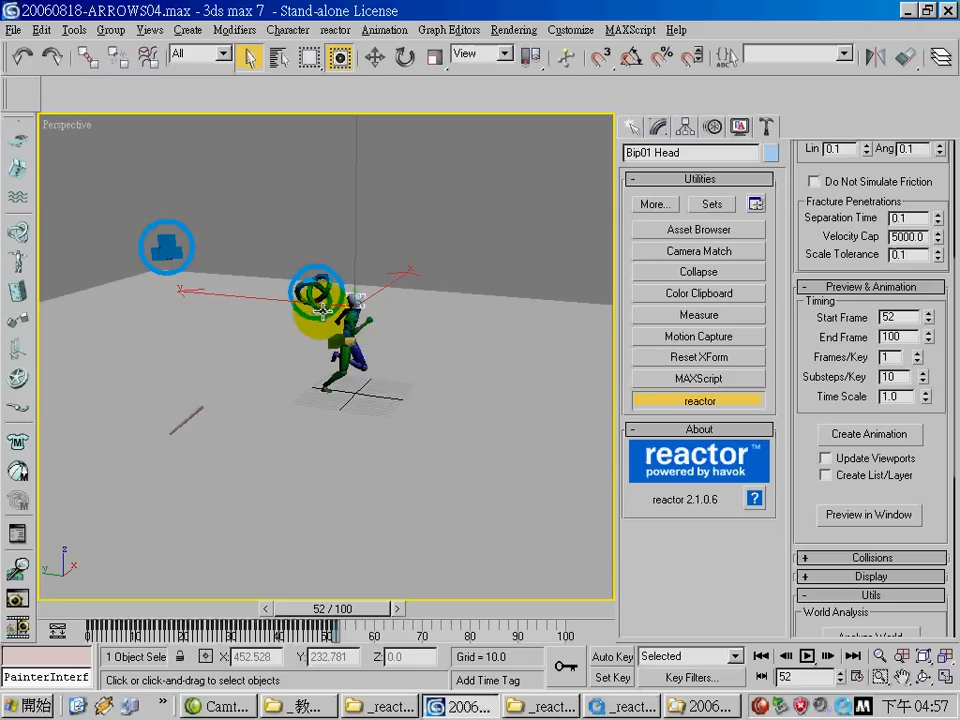 20060818-ARROWS04.max - 3ds max 7 - Stand-alone License
File Edit Tools Group Views Create Modifiers Character reactor Animation Graph Editors Rendering Customize MAXScript Help
All
View
Perspective
Bip01 Head
Utilities
More...
Sets
Asset Browser
Camera Match
Collapse
Color Clipboard
Measure
Motion Capture
Reset XForm
MAXScript
reactor
About
reactor™
powered by havok
reactor 2.1.0.6
?
Lin 0.1 Ang 0.1
Do Not Simulate Friction
Fracture Penetrations
Separation Time 0.1
Velocity Cap 5000.0
Scale Tolerance 0.1
Preview & Animation
Timing
Start Frame 52
End Frame 100
Frames/Key 1
Substeps/Key 10
Time Scale 1.0
Create Animation
Update Viewports
Create List/Layer
Preview in Window
Collisions
Display
Utils
World Analysis
y
x
z
y
x
52 / 100
0 10 20 30 40 50 60 70 80 90 100
1 Object Sele X: 452.528 Y: 232.781 Z: 0.0 Grid = 10.0 Auto Key Selected
PainterInterf Click or click-and-drag to select objects Add Time Tag Set Key Key Filters... 52
開始 Camt... _教... _react... 2006... _react... _react... 2006... 下午 04:57